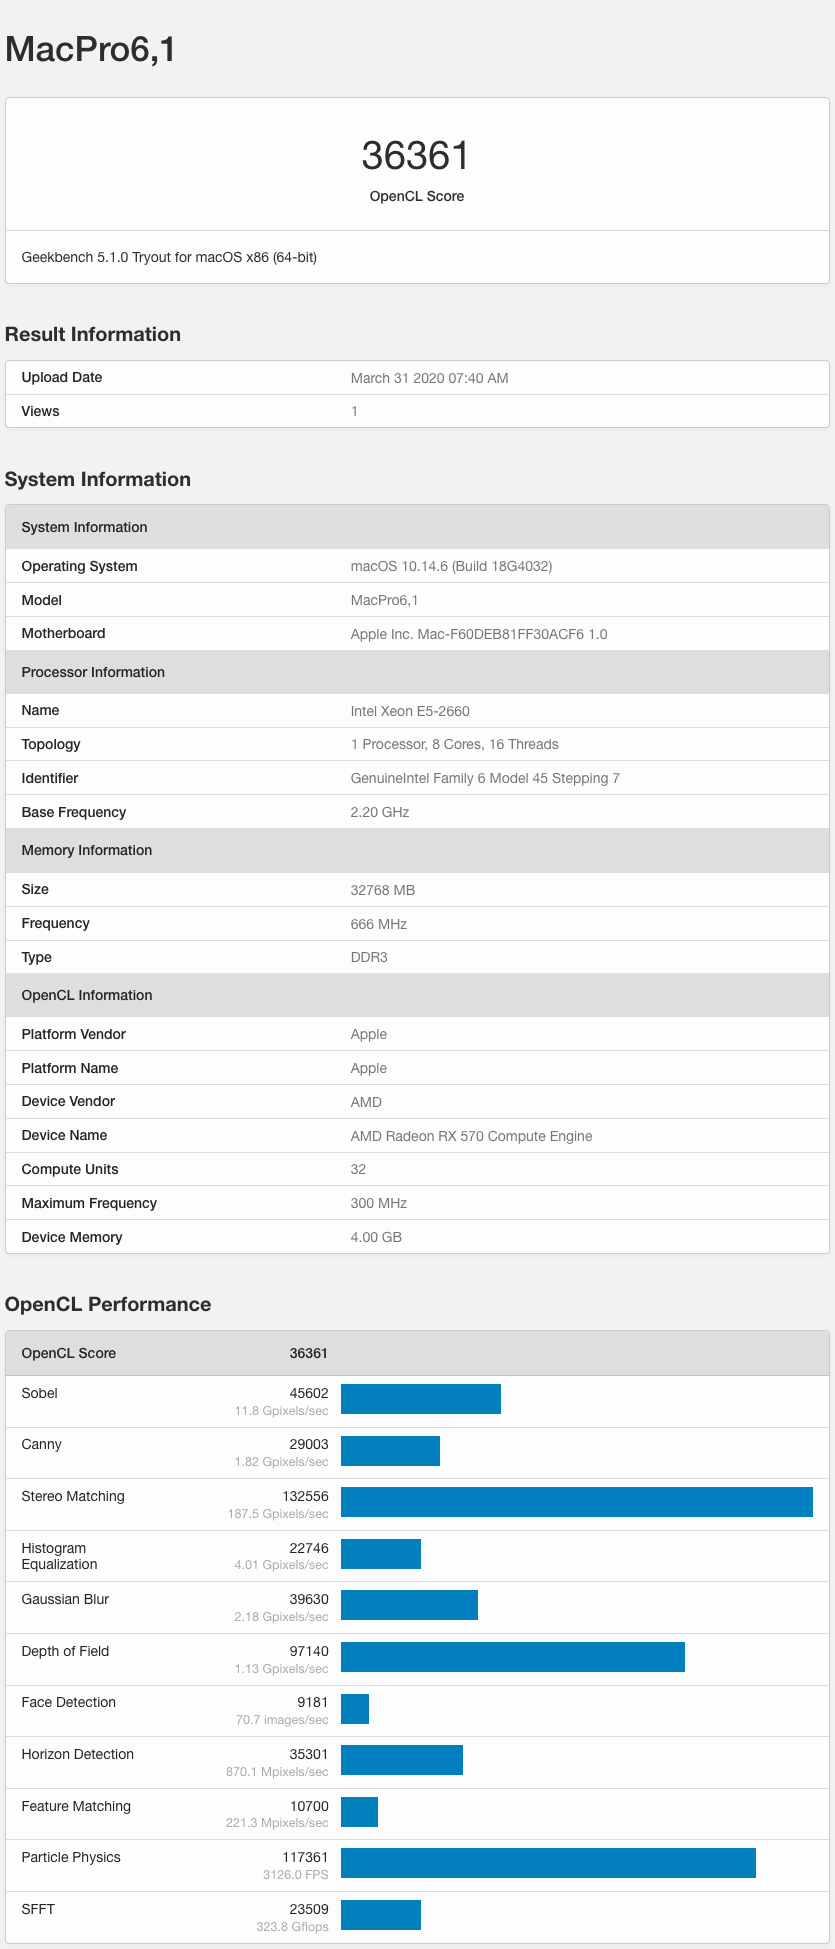 MacPro6,1
36361
OpenCL Score
Geekbench 5.1.0 Tryout for macOS x86 (64-bit)
Result Information
Upload Date March 31 2020 07:40 AM
Views 1
System Information
System Information
Operating System macOS 10.14.6 (Build 18G4032)
Model MacPro6,1
Motherboard Apple Inc. Mac-F60DEB81FF30ACF6 1.0
Processor Information
Name Intel Xeon E5-2660
Topology 1 Processor, 8 Cores, 16 Threads
Identifier GenuineIntel Family 6 Model 45 Stepping 7
Base Frequency 2.20 GHz
Memory Information
Size 32768 MB
Frequency 666 MHz
Type DDR3
OpenCL Information
Platform Vendor Apple
Platform Name Apple
Device Vendor AMD
Device Name AMD Radeon RX 570 Compute Engine
Compute Units 32
Maximum Frequency 300 MHz
Device Memory 4.00 GB
OpenCL Performance
OpenCL Score 36361
Sobel 45602
11.8 Gpixels/sec
Canny 29003
1.82 Gpixels/sec
Stereo Matching 132556
187.5 Gpixels/sec
Histogram 22746
Equalization 4.01 Gpixels/sec
Gaussian Blur 39630
2.18 Gpixels/sec
Depth of Field 97140
1.13 Gpixels/sec
Face Detection 9181
70.7 images/sec
Horizon Detection 35301
870.1 Mpixels/sec
Feature Matching 10700
221.3 Mpixels/sec
Particle Physics 117361
3126.0 FPS
SFFT 23509
323.8 Gflops